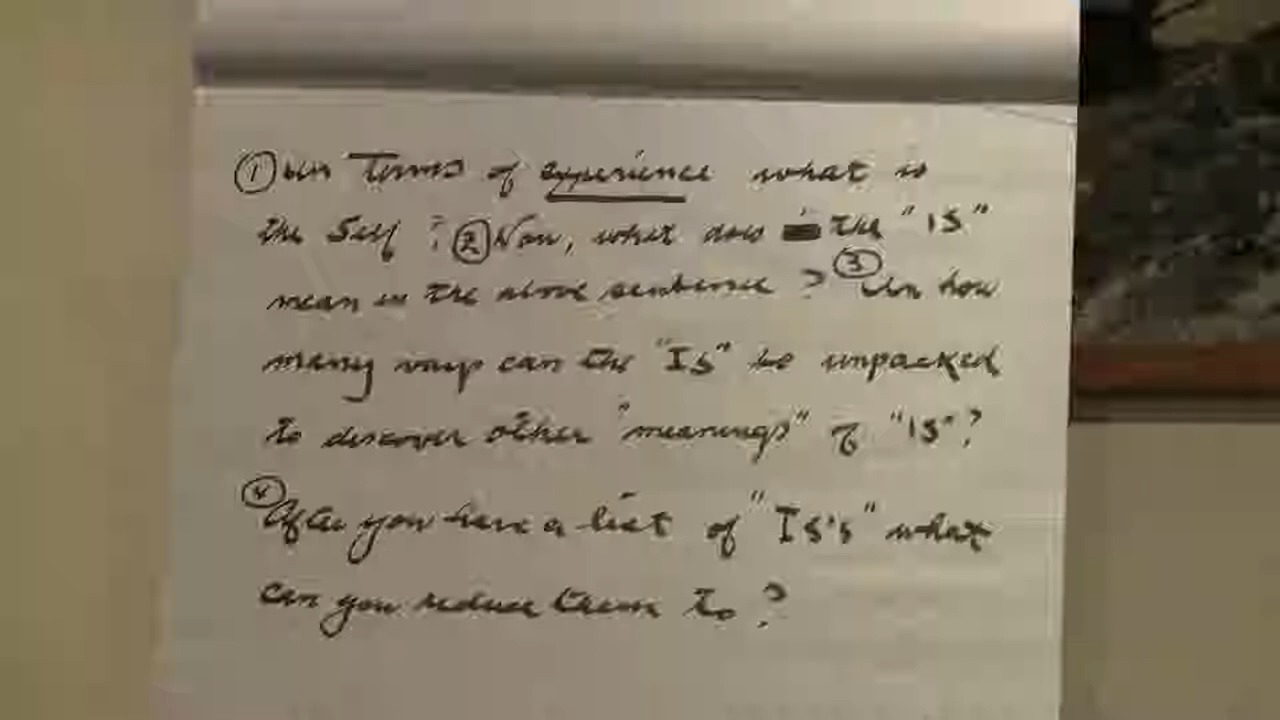 ① In Terms of experience what is
the Self? ② Now, what does the "IS"
mean in the above sentence? ③ In how
many ways can the "IS" be unpacked
to discover other "meanings" of "IS"?
④ After you have a list of "IS's" what
can you reduce them to?